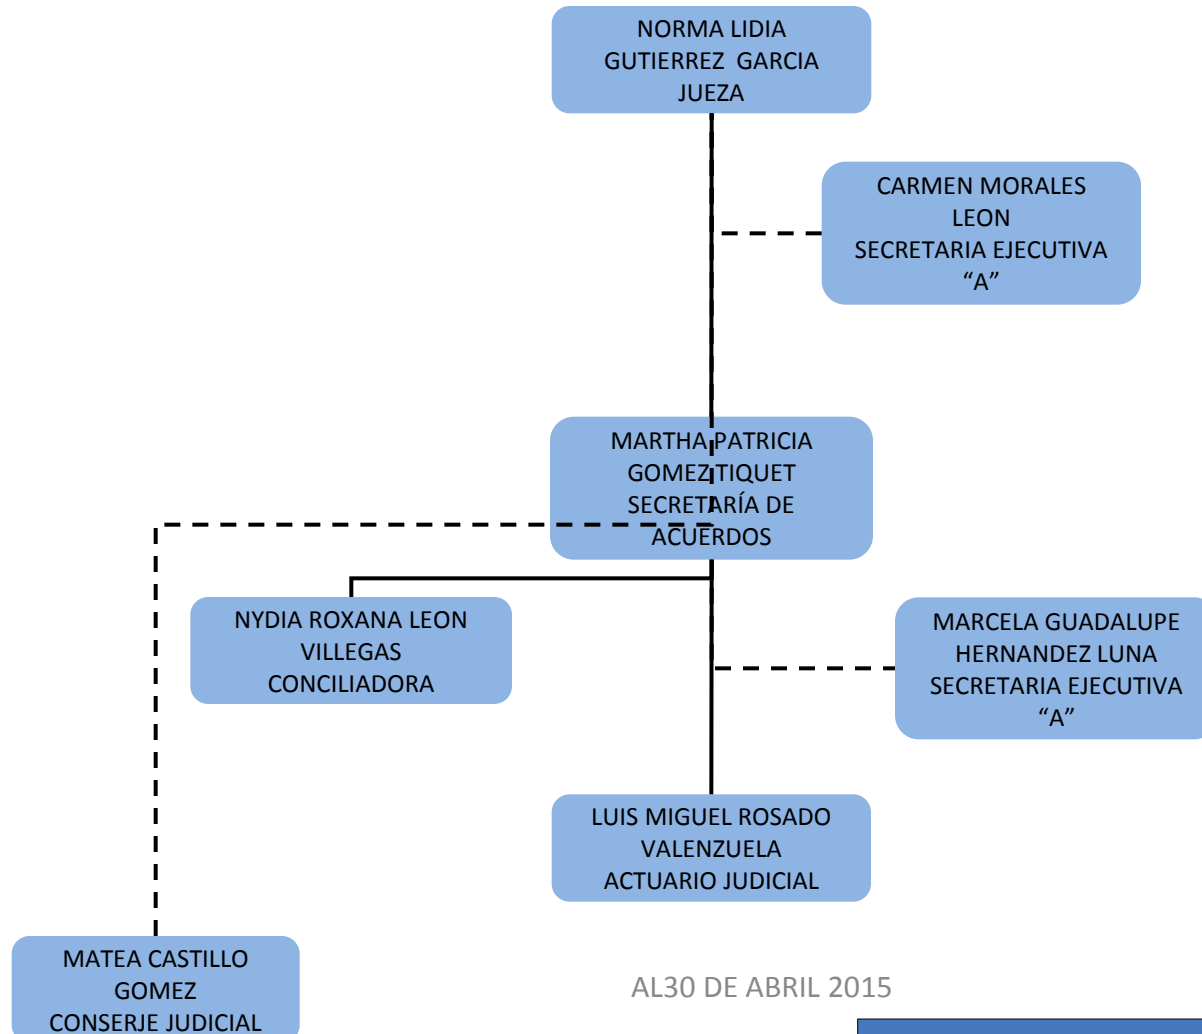 NORMA LIDIA
GUTIERREZ  GARCIA
JUEZA
CARMEN MORALES
LEON
SECRETARIA EJECUTIVA
“A”
MARTHA PATRICIA
GOMEZ TIQUET
SECRETARÍA DE
ACUERDOS
NYDIA ROXANA LEON
VILLEGAS
CONCILIADORA
MARCELA GUADALUPE
HERNANDEZ LUNA
SECRETARIA EJECUTIVA
“A”
LUIS MIGUEL ROSADO
VALENZUELA
ACTUARIO JUDICIAL
MATEA CASTILLO
GOMEZ
CONSERJE JUDICIAL
AL30 DE ABRIL 2015